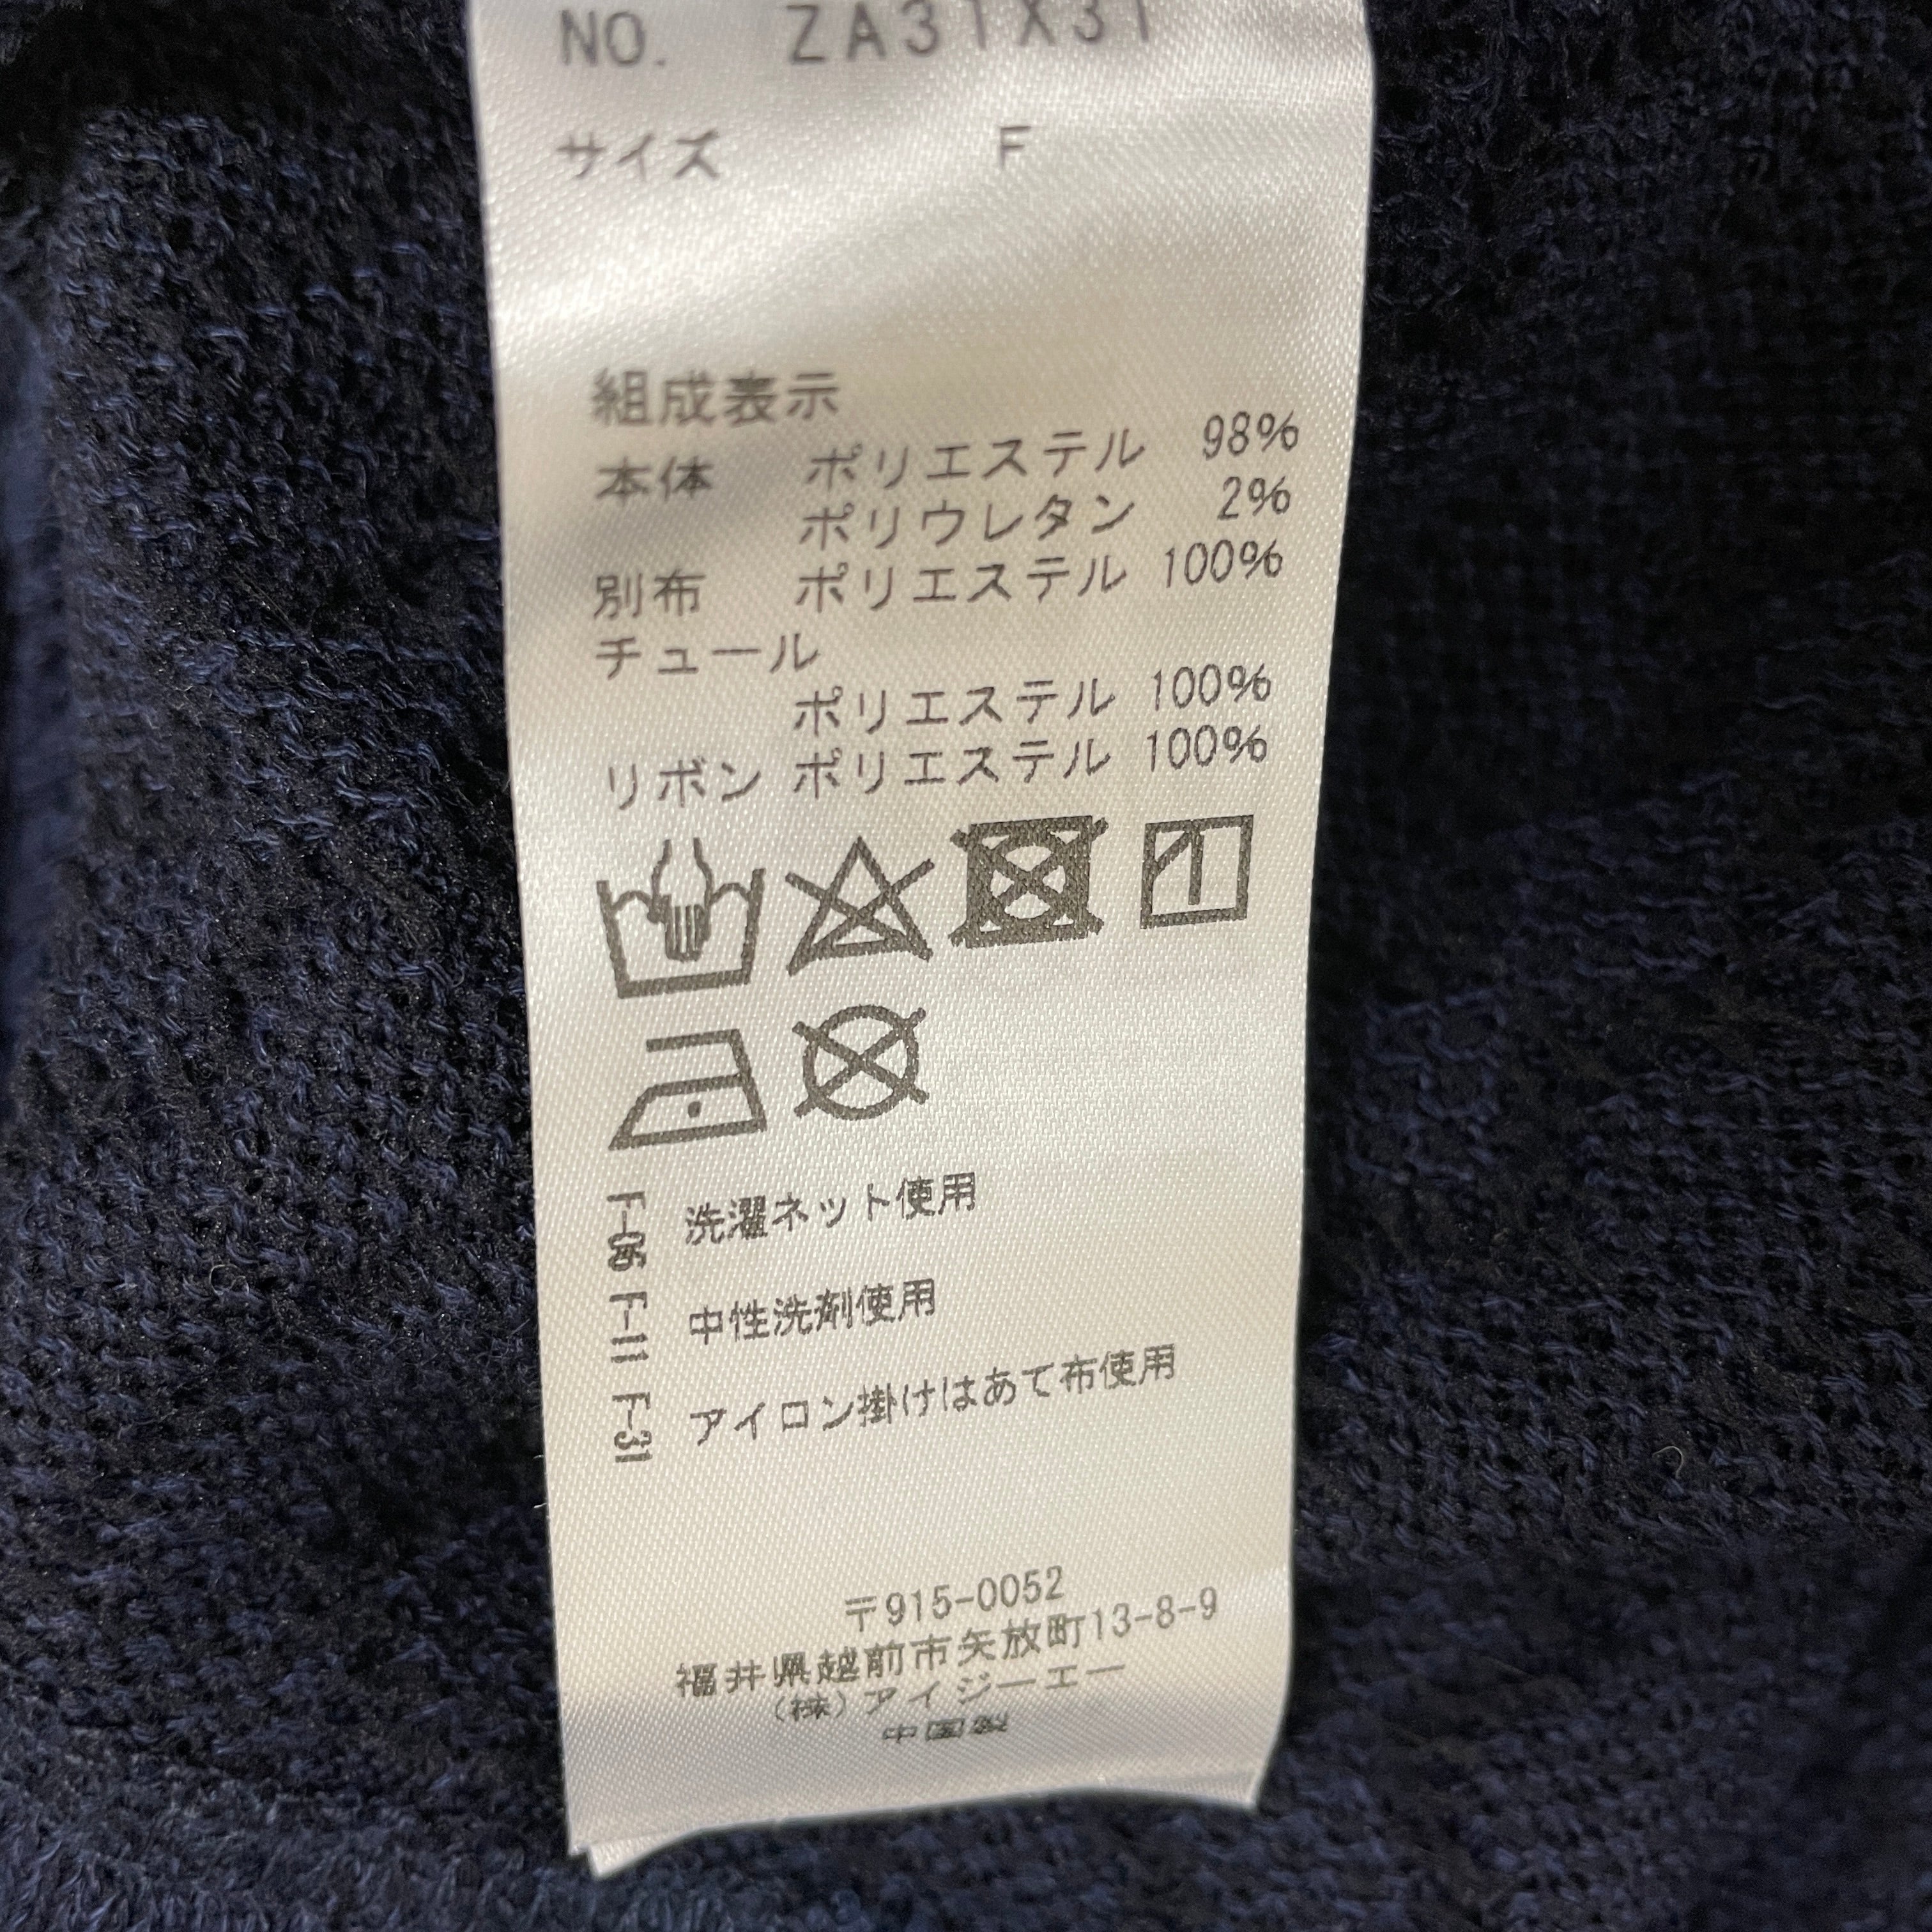 NO. ZA31X31
サイズ F
組成表示
本体 ポリエステル 98%
ポリウレタン 2%
別布 ポリエステル 100%
チュール
ポリエステル 100%
リボン ポリエステル 100%
F-06 洗濯ネット使用
F-11 中性洗剤使用
F-31 アイロン掛けはあて布使用
〒915-0052
福井県越前市矢放町13-8-9
(株)アイジーエー
中国製